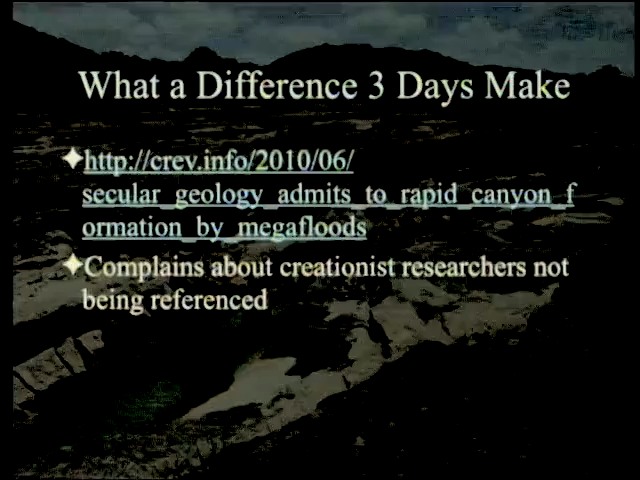 What a Difference 3 Days Make
http://crev.info/2010/06/
secular_geology_admits_to_rapid_canyon_f
ormation_by_megafloods
Complains about creationist researchers not
being referenced